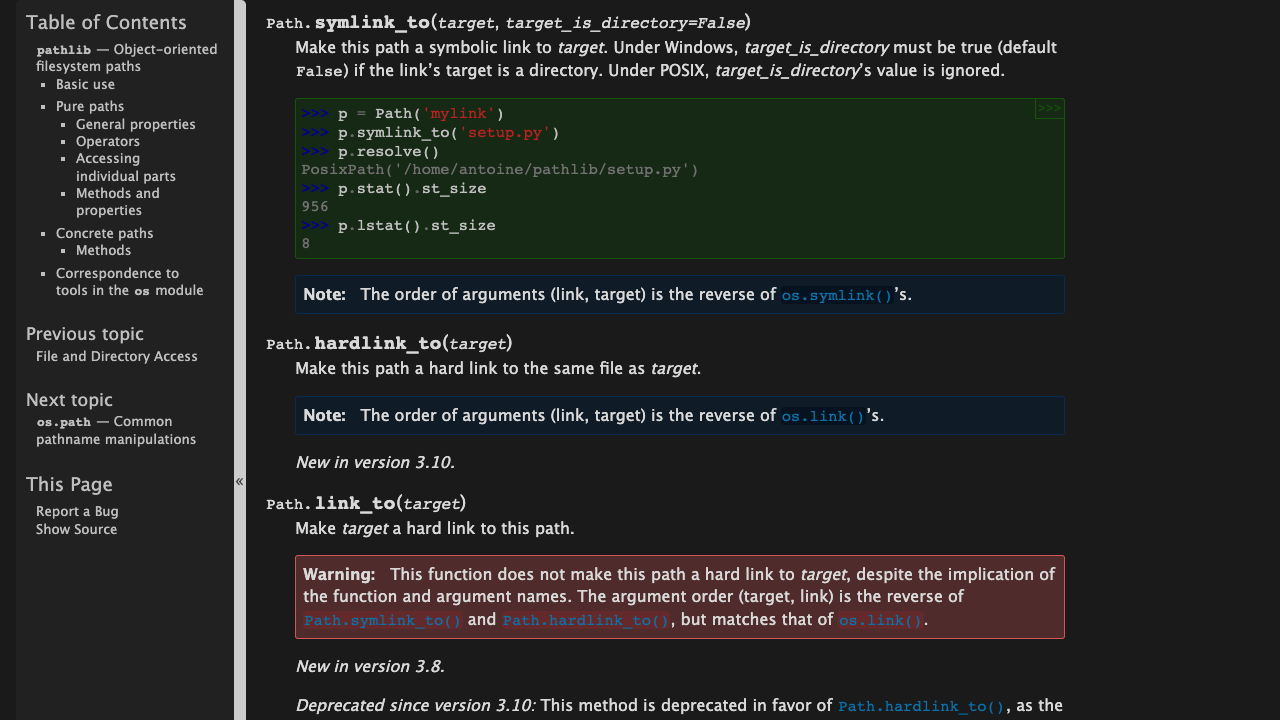 Table of Contents
pathlib — Object-oriented
filesystem paths
Basic use
Pure paths
General properties
Operators
Accessing
individual parts
Methods and
properties
Concrete paths
Methods
Correspondence to
tools in the os module
Previous topic
File and Directory Access
Next topic
os.path — Common
pathname manipulations
This Page
Report a Bug
Show Source
«
Path.symlink_to(target, target_is_directory=False)
Make this path a symbolic link to target. Under Windows, target_is_directory must be true (default
False) if the link’s target is a directory. Under POSIX, target_is_directory’s value is ignored.
>>>
>>> p = Path('mylink')
>>> p.symlink_to('setup.py')
>>> p.resolve()
PosixPath('/home/antoine/pathlib/setup.py')
>>> p.stat().st_size
956
>>> p.lstat().st_size
8
Note: The order of arguments (link, target) is the reverse of os.symlink()’s.
Path.hardlink_to(target)
Make this path a hard link to the same file as target.
Note: The order of arguments (link, target) is the reverse of os.link()’s.
New in version 3.10.
Path.link_to(target)
Make target a hard link to this path.
Warning: This function does not make this path a hard link to target, despite the implication of
the function and argument names. The argument order (target, link) is the reverse of
Path.symlink_to() and Path.hardlink_to(), but matches that of os.link().
New in version 3.8.
Deprecated since version 3.10: This method is deprecated in favor of Path.hardlink_to(), as the